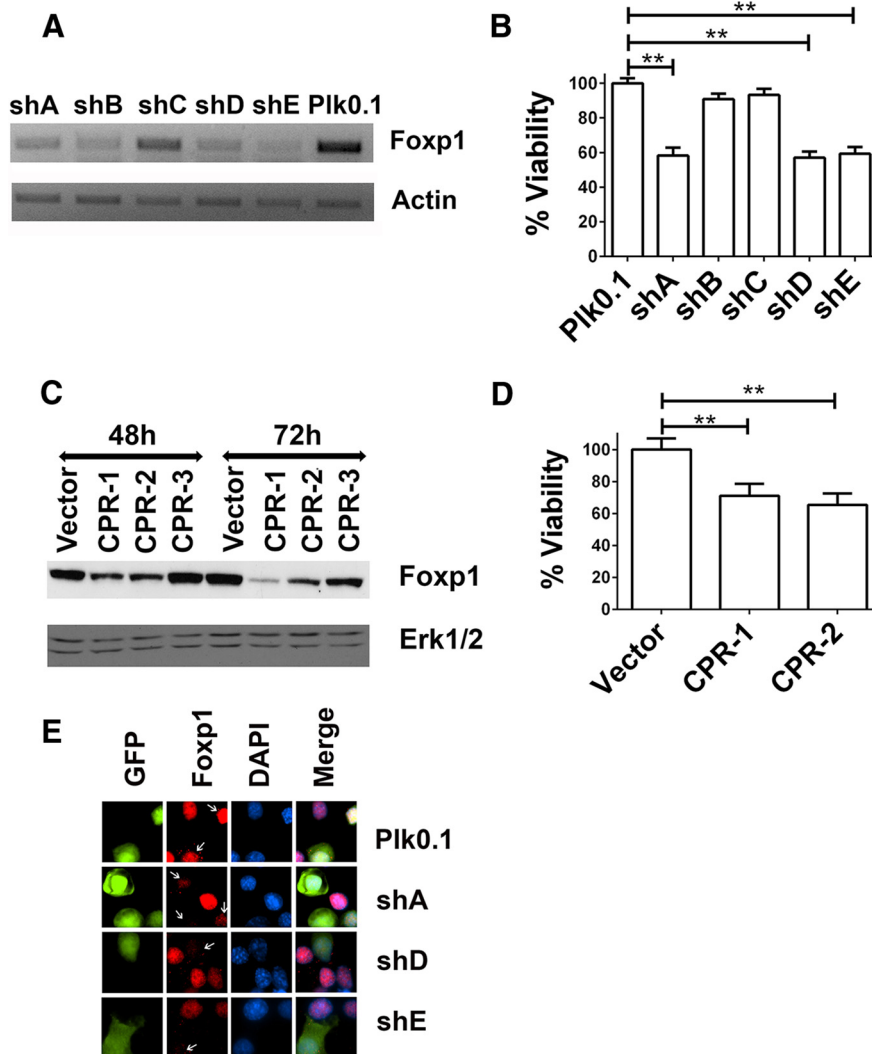 A
shA shB shC shD shE Plk0.1
Foxp1
Actin
B
**
**
**
% Viability
100
80
60
40
20
0
Plk0.1 shA shB shC shD shE
C
48h 72h
Vector CPR-1 CPR-2 CPR-3 Vector CPR-1 CPR-2 CPR-3
Foxp1
Erk1/2
D
**
**
% Viability
100
80
60
40
20
0
Vector CPR-1 CPR-2
E
GFP Foxp1 DAPI Merge
Plk0.1
shA
shD
shE